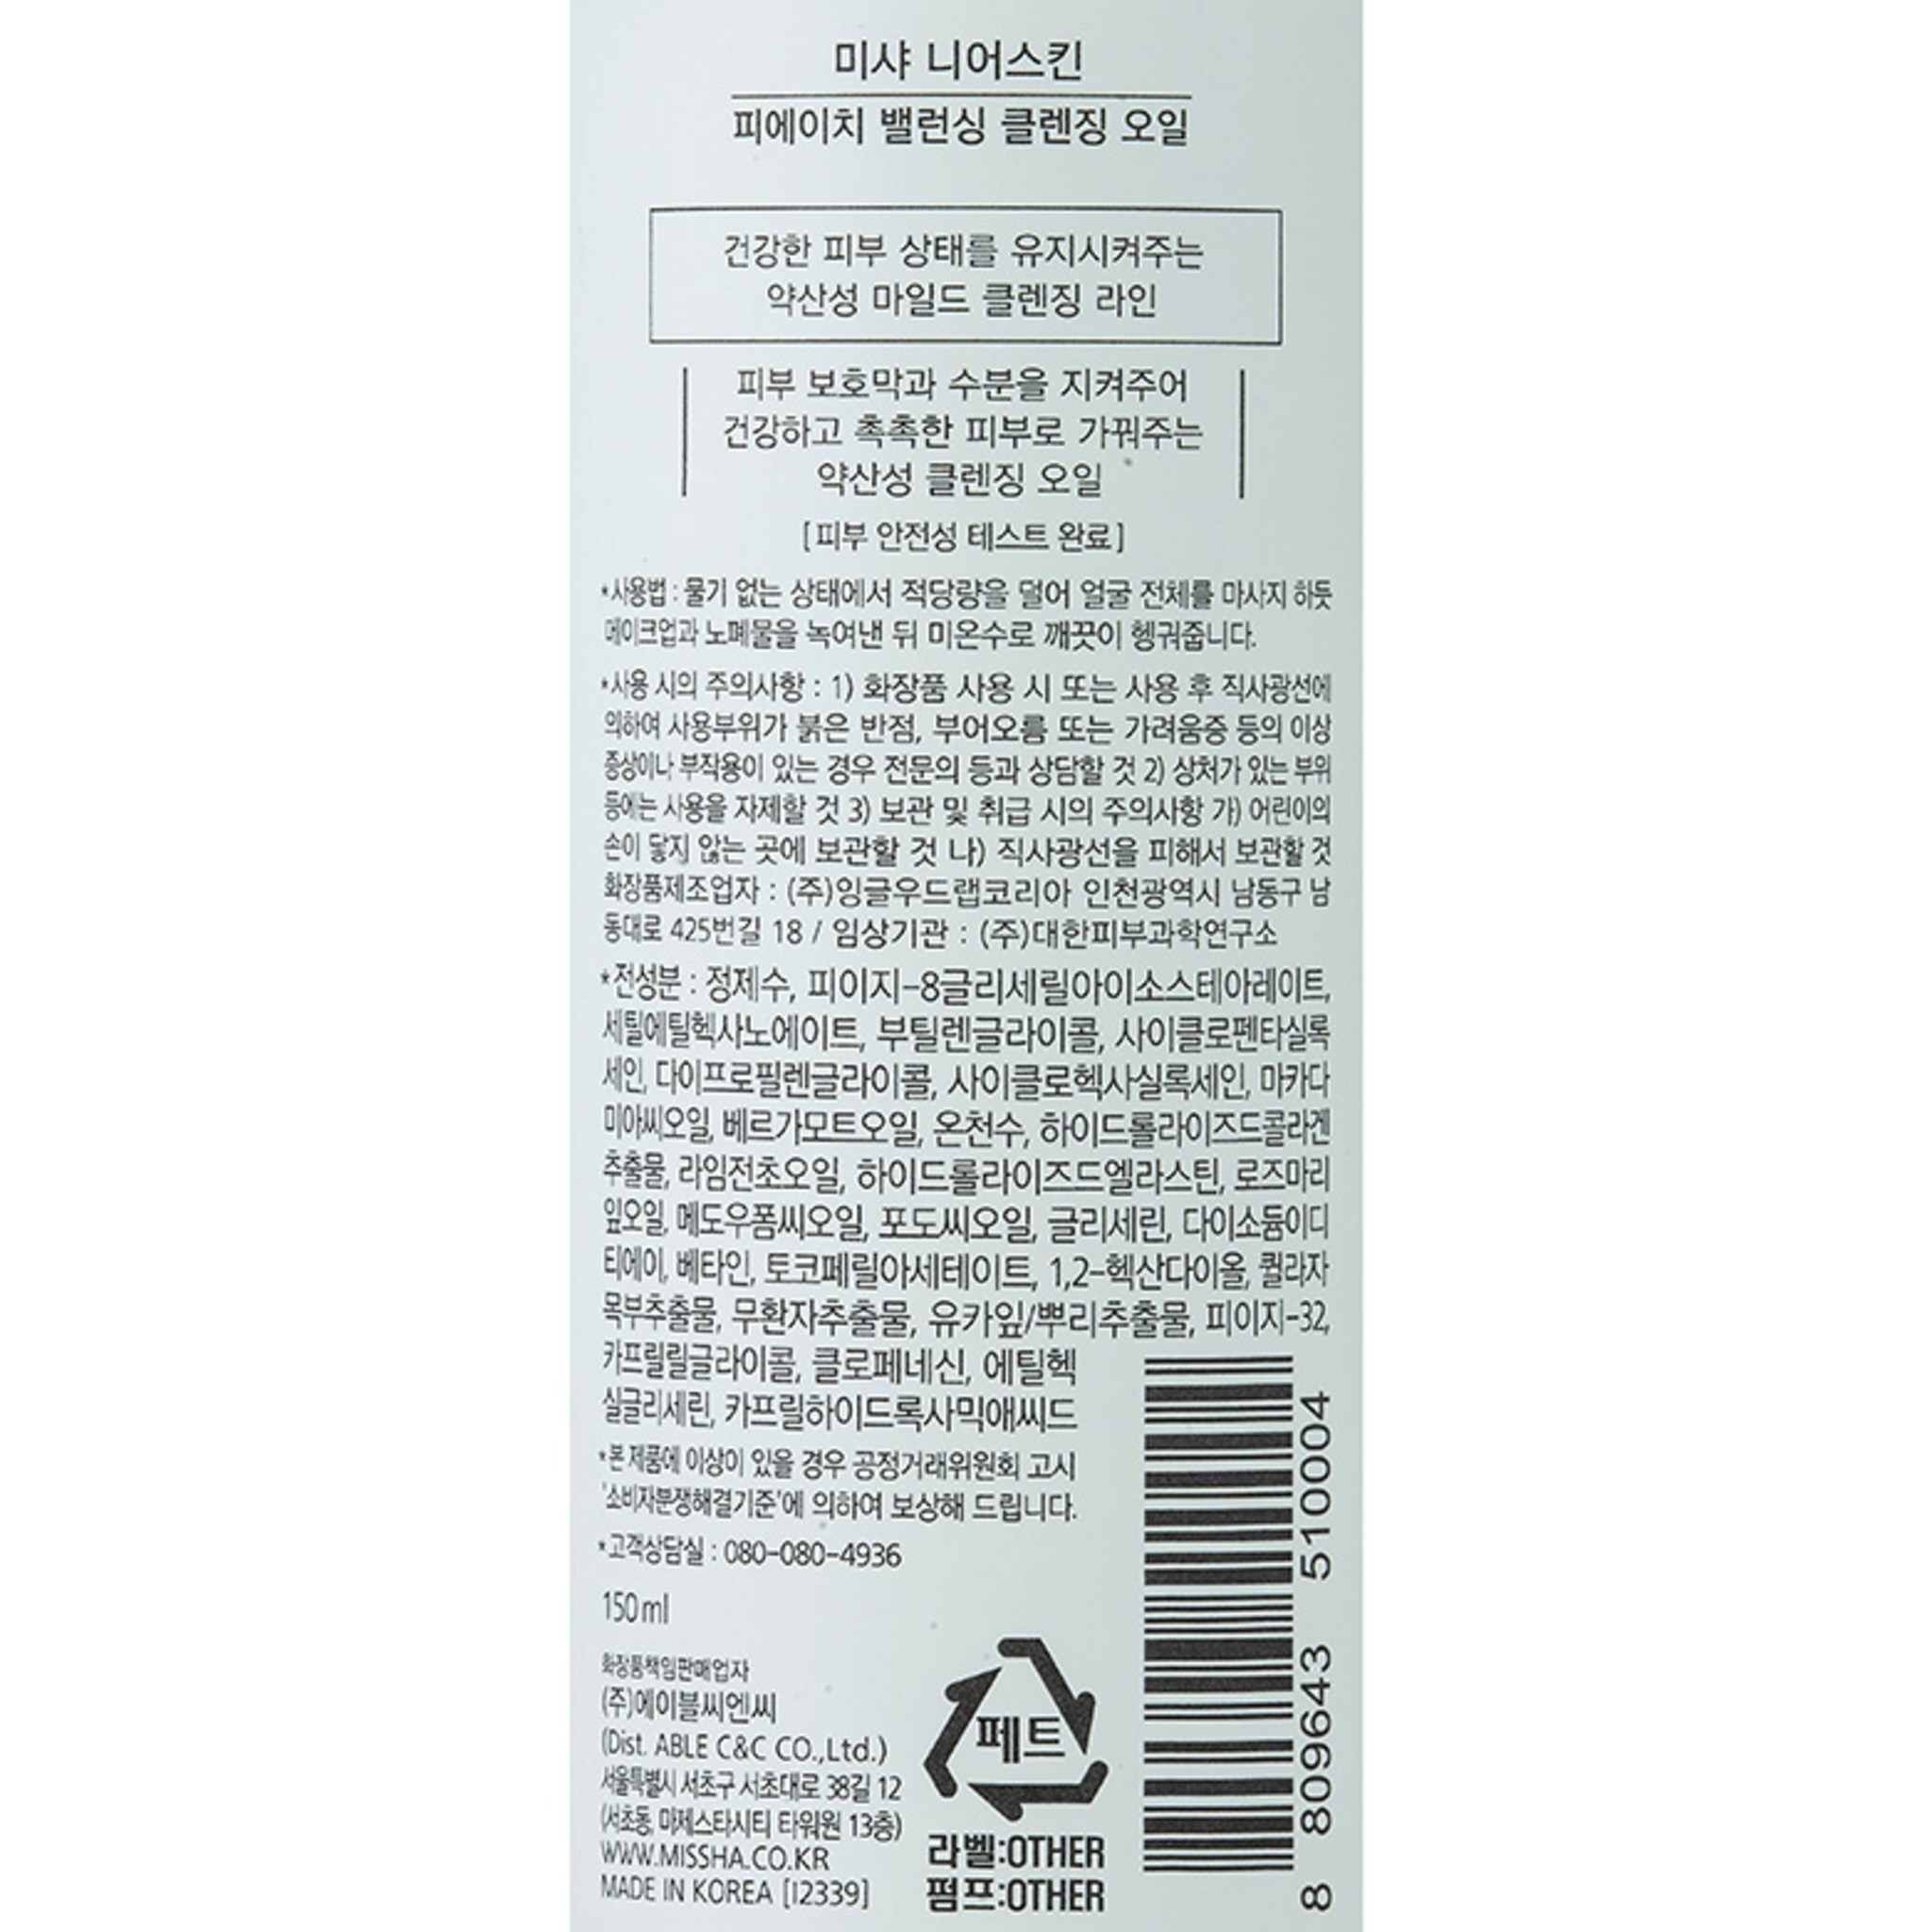 미샤 니어스킨
피에이치 밸런싱 클렌징 오일
건강한 피부 상태를 유지시켜주는
약산성 마일드 클렌징 라인
피부 보호막과 수분을 지켜주어
건강하고 촉촉한 피부로 가꿔주는
약산성 클렌징 오일
[피부 안전성 테스트 완료]
*사용법 : 물기 없는 상태에서 적당량을 덜어 얼굴 전체를 마사지 하듯
메이크업과 노폐물을 녹여낸 뒤 미온수로 깨끗이 헹궈줍니다.
*사용 시의 주의사항 : 1) 화장품 사용 시 또는 사용 후 직사광선에
의하여 사용부위가 붉은 반점, 부어오름 또는 가려움증 등의 이상
증상이나 부작용이 있는 경우 전문의 등과 상담할 것 2) 상처가 있는 부위
등에는 사용을 자제할 것 3) 보관 및 취급 시의 주의사항 가) 어린이의
손이 닿지 않는 곳에 보관할 것 나) 직사광선을 피해서 보관할 것
화장품제조업자 : (주)잉글우드랩코리아 인천광역시 남동구 남
동대로 425번길 18 / 임상기관 : (주)대한피부과학연구소
*전성분 : 정제수, 피이지-8글리세릴아이소스테아레이트,
세틸에틸헥사노에이트, 부틸렌글라이콜, 사이클로펜타실록
세인, 다이프로필렌글라이콜, 사이클로헥사실록세인, 마카다
미아씨오일, 베르가모트오일, 온천수, 하이드롤라이즈드콜라겐
추출물, 라임전초오일, 하이드롤라이즈드엘라스틴, 로즈마리
잎오일, 메도우폼씨오일, 포도씨오일, 글리세린, 다이소듐이디
티에이, 베타인, 토코페릴아세테이트, 1,2-헥산다이올, 퀼라자
목부추출물, 무환자추출물, 유카잎/뿌리추출물, 피이지-32,
카프릴릴글라이콜, 클로페네신, 에틸헥
실글리세린, 카프릴하이드록사믹애씨드
*본 제품에 이상이 있을 경우 공정거래위원회 고시
'소비자분쟁해결기준'에 의하여 보상해 드립니다.
*고객상담실 : 080-080-4936
150ml
화장품책임판매업자
(주)에이블씨엔씨
(Dist. ABLE C&C CO.,Ltd.)
서울특별시 서초구 서초대로 38길 12
(서초동, 마제스타시티 타워원 13층)
WWW.MISSHA.CO.KR
MADE IN KOREA [I2339]
페트
라벨:OTHER
펌프:OTHER
8 809643 510004